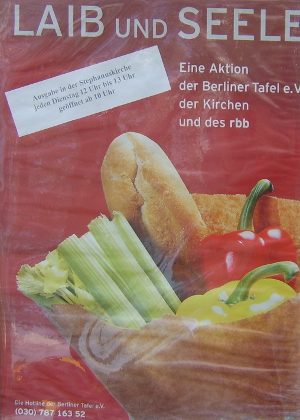 LAIB UND SEELE
Ausgabe in der Stephanuskirche
jeden Dienstag 12 Uhr bis 13 Uhr
geöffnet ab 10 Uhr
Eine Aktion
der Berliner Tafel e.V.
der Kirchen
und des rbb
Die Hotline der Berliner Tafel e.V.
(030) 787 163 52